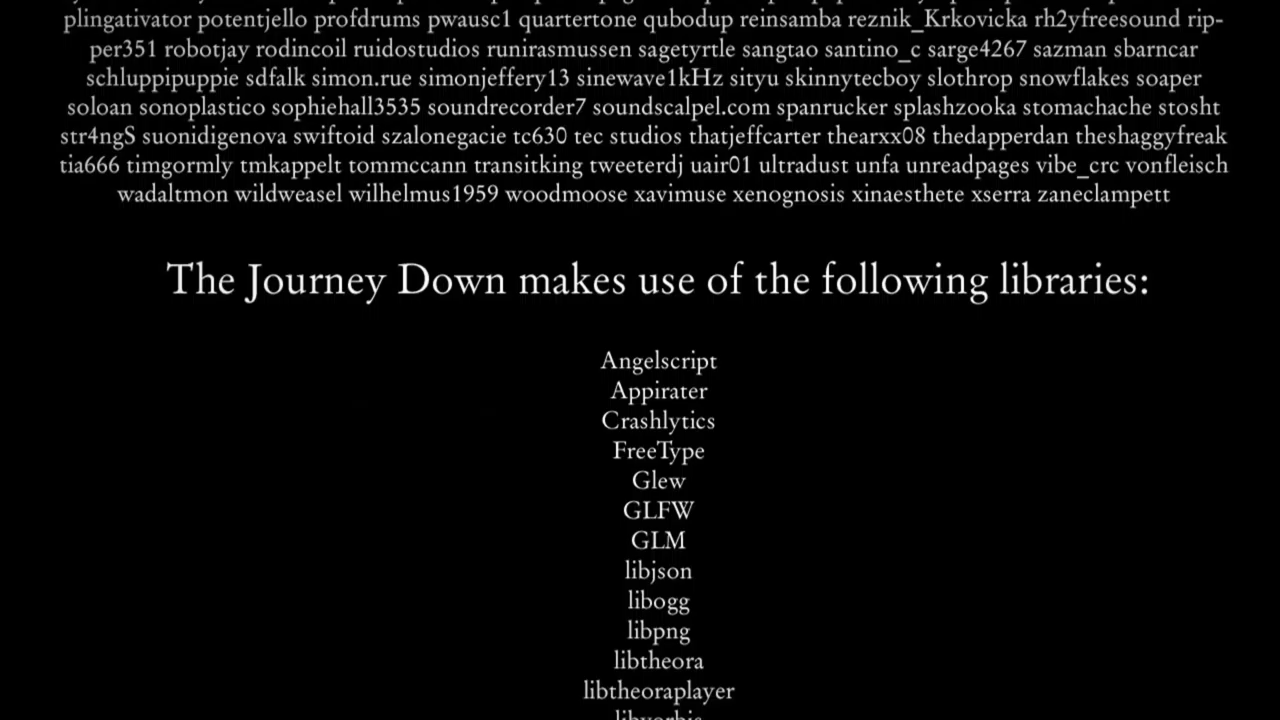 plingativator potentjello profdrums pwausc1 quartertone qubodup reinsamba reznik_Krkovicka rh2yfreesound rip-
per351 robotjay rodincoil ruidostudios runirasmussen sagetyrtle sangtao santino_c sarge4267 sazman sbarncar
schluppipuppie sdfalk simon.rue simonjeffery13 sinewave1kHz sityu skinnytecboy slothrop snowflakes soaper
soloan sonoplastico sophiehall3535 soundrecorder7 soundscalpel.com spanrucker splashzooka stomachache stosht
str4ngS suonidigenova swiftoid szalonegacie tc630 tec studios thatjeffcarter thearxx08 thedapperdan theshaggyfreak
tia666 timgormly tmkappelt tommccann transitking tweeterdj uair01 ultradust unfa unreadpages vibe_crc vonfleisch
wadaltmon wildweasel wilhelmus1959 woodmoose xavimuse xenognosis xinaesthete xserra zaneclampett
The Journey Down makes use of the following libraries:
Angelscript
Appirater
Crashlytics
FreeType
Glew
GLFW
GLM
libjson
libogg
libpng
libtheora
libtheoraplayer
libvorbis